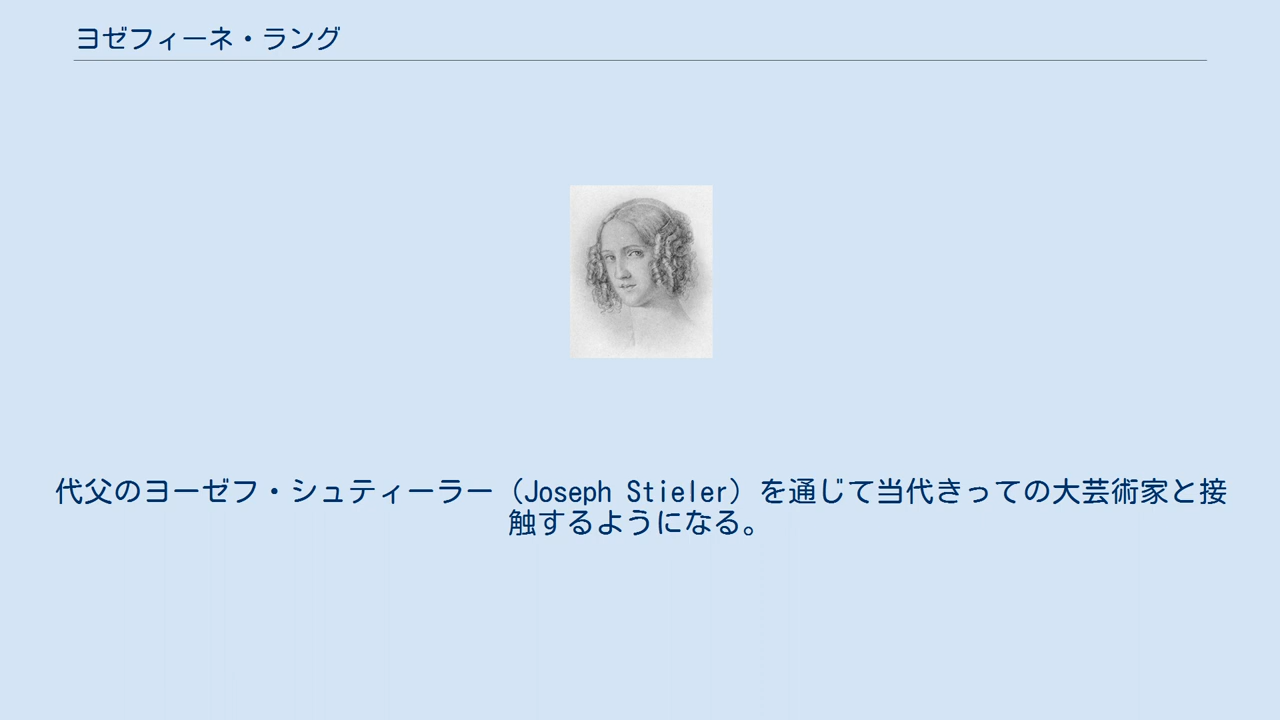 ヨゼフィーネ・ラング
代父のヨーゼフ・シュティーラー（Joseph Stieler）を通じて当代きっての大芸術家と接
触するようになる。